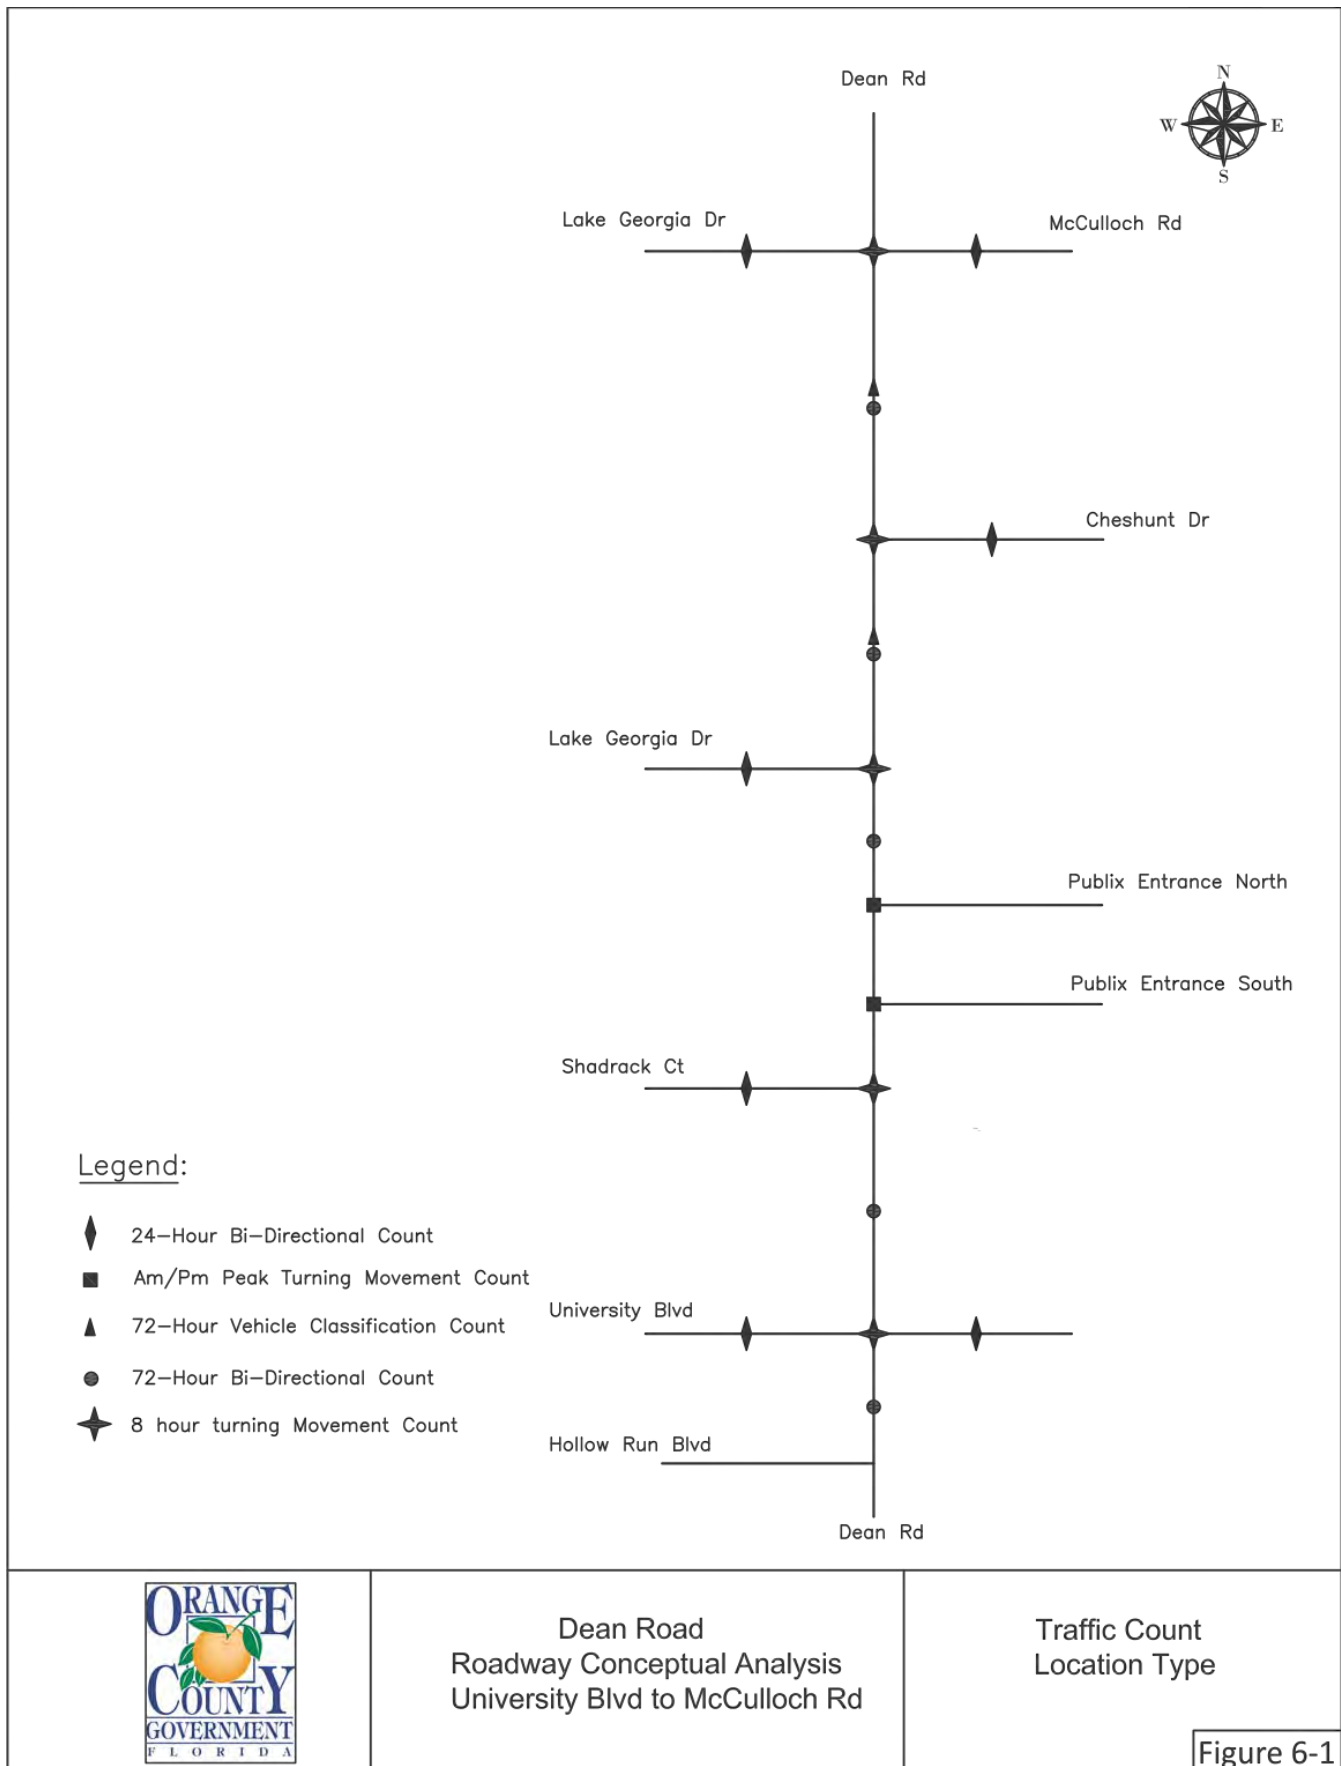 Dean Rd
N
W E
S
Lake Georgia Dr
McCulloch Rd
Cheshunt Dr
Lake Georgia Dr
Publix Entrance North
Publix Entrance South
Shadrack Ct
Legend:
24-Hour Bi-Directional Count
Am/Pm Peak Turning Movement Count
72-Hour Vehicle Classification Count
72-Hour Bi-Directional Count
8 hour turning Movement Count
University Blvd
Hollow Run Blvd
Dean Rd
ORANGE
COUNTY
GOVERNMENT
FLORIDA
Dean Road
Roadway Conceptual Analysis
University Blvd to McCulloch Rd
Traffic Count
Location Type
Figure 6-1